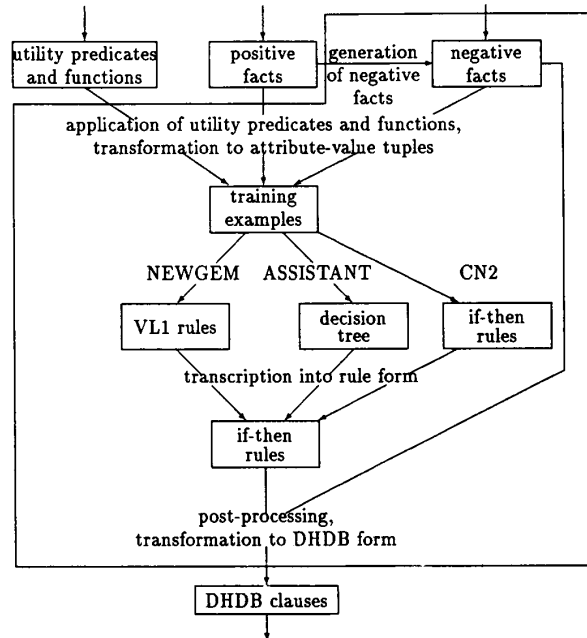 utility predicates
and functions
positive
facts
generation
of negative
facts
negative
facts
application of utility predicates and functions,
transformation to attribute-value tuples
training
examples
NEWGEM
ASSISTANT
CN2
VL1 rules
decision
tree
if-then
rules
transcription into rule form
if-then
rules
post-processing,
transformation to DHDB form
DHDB clauses